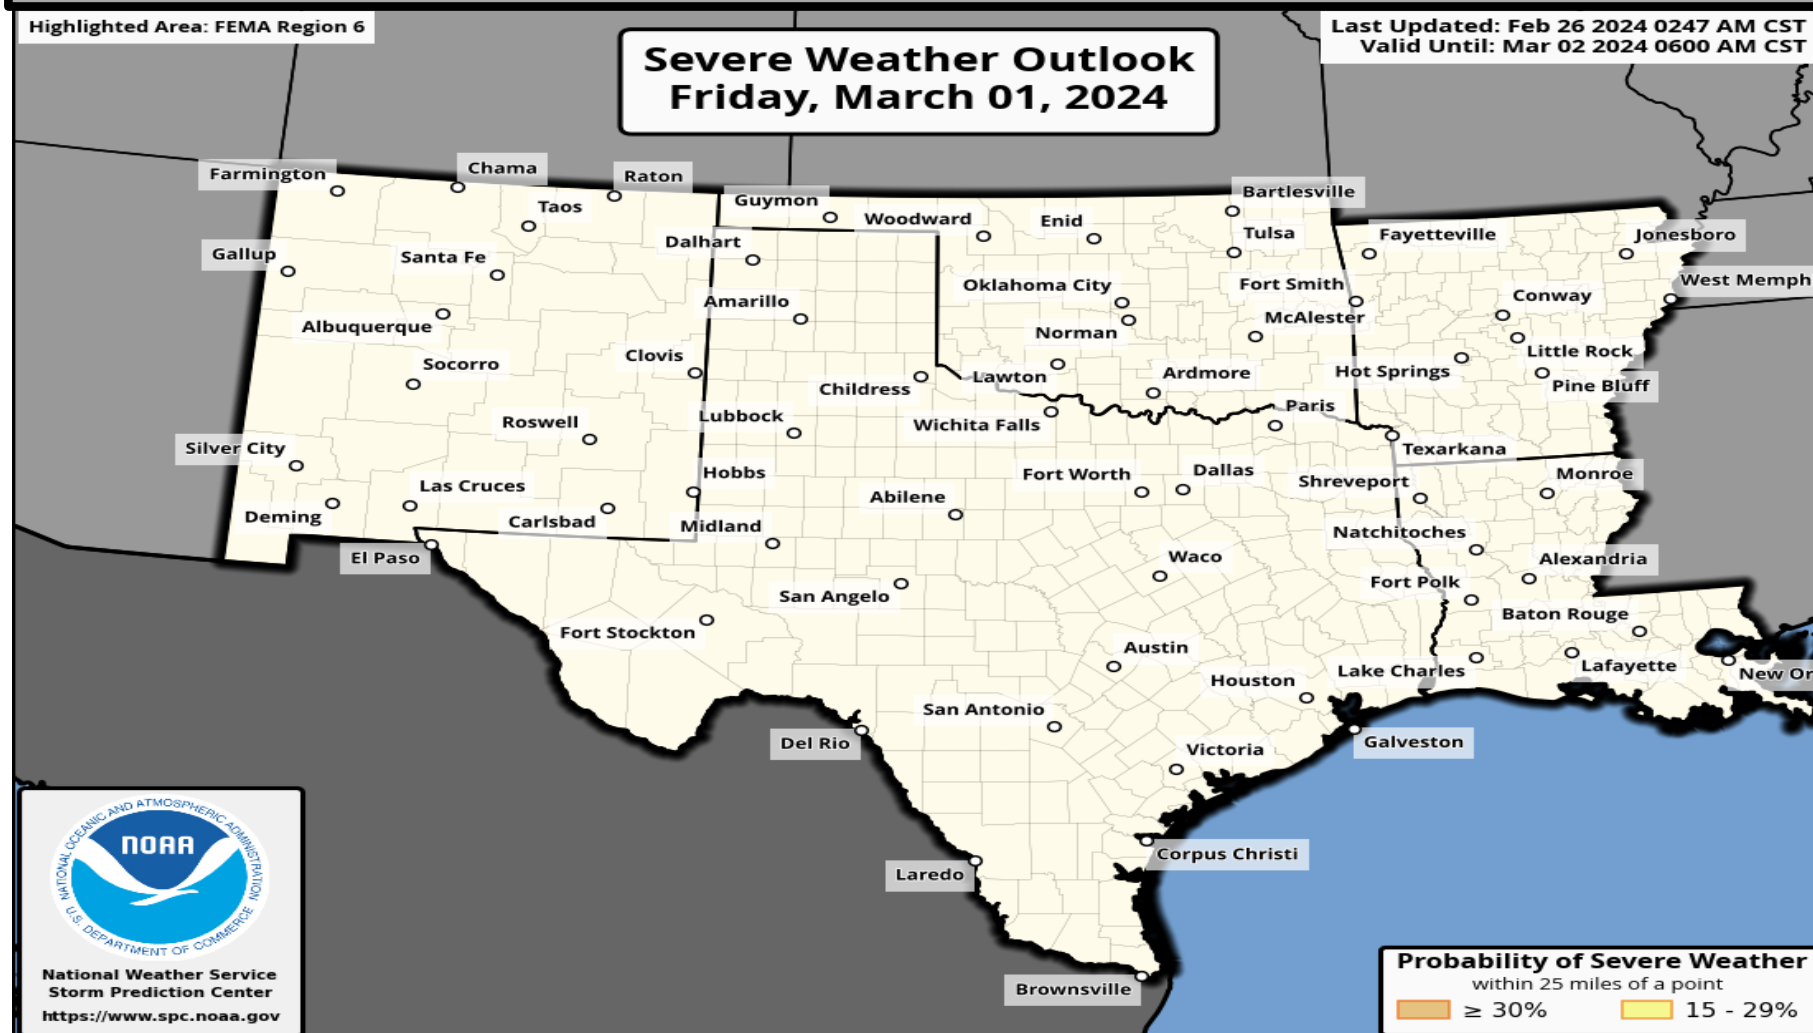 Highlighted Area: FEMA Region 6
Last Updated: Feb 26 2024 0247 AM CST
Valid Until: Mar 02 2024 0600 AM CST
Severe Weather Outlook
Friday, March 01, 2024
Farmington
Chama
Raton
Taos
Guymon
Woodward
Enid
Bartlesville
Tulsa
Fayetteville
Jonesboro
Gallup
Santa Fe
Dalhart
Amarillo
Oklahoma City
Fort Smith
Conway
West Memph
Albuquerque
Norman
McAlester
Little Rock
Socorro
Clovis
Childress
Lawton
Ardmore
Hot Springs
Pine Bluff
Roswell
Lubbock
Wichita Falls
Paris
Texarkana
Silver City
Hobbs
Fort Worth
Dallas
Shreveport
Monroe
Las Cruces
Abilene
Deming
Carlsbad
Midland
Natchitoches
El Paso
Waco
Alexandria
San Angelo
Fort Polk
Fort Stockton
Baton Rouge
Austin
Lake Charles
Lafayette
New Or
Houston
San Antonio
Del Rio
Victoria
Galveston
Corpus Christi
Laredo
Brownsville
NATIONAL OCEANIC AND ATMOSPHERIC ADMINISTRATION
NOAA
U.S. DEPARTMENT OF COMMERCE
National Weather Service
Storm Prediction Center
https://www.spc.noaa.gov
Probability of Severe Weather
within 25 miles of a point
≥ 30%
15 - 29%